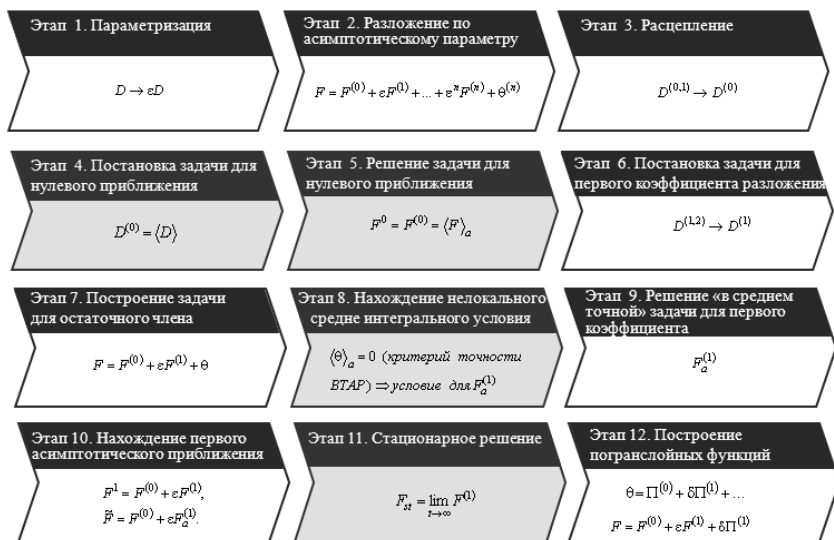 Этап 1. Параметризация
D → εD
Этап 2. Разложение по
асимптотическому параметру
F = F⁽⁰⁾ + εF⁽¹⁾ + ... + εⁿF⁽ⁿ⁾ + θ⁽ⁿ⁾
Этап 3. Расцепление
D⁽⁰,¹⁾ → D⁽⁰⁾
Этап 4. Постановка задачи для
нулевого приближения
D⁽⁰⁾ = ⟨D⟩
Этап 5. Решение задачи для
нулевого приближения
F⁰ = F⁽⁰⁾ = ⟨F⟩ₐ
Этап 6. Постановка задачи для
первого коэффициента разложения
D⁽¹,²⁾ → D⁽¹⁾
Этап 7. Построение задачи
для остаточного члена
F = F⁽⁰⁾ + εF⁽¹⁾ + θ
Этап 8. Нахождение нелокального
средне интегрального условия
⟨θ⟩ₐ = 0 (критерий точности
ВТАР) ⇒ условие для Fₐ⁽¹⁾
Этап 9. Решение «в среднем
точной» задачи для первого
коэффициента
Fₐ⁽¹⁾
Этап 10. Нахождение первого
асимптотического приближения
F¹ = F⁽⁰⁾ + εF⁽¹⁾,
F̃ = F⁽⁰⁾ + εFₐ⁽¹⁾.
Этап 11. Стационарное решение
F_st = lim F⁽¹⁾
t→∞
Этап 12. Построение
погранслойных функций
θ = Π⁽⁰⁾ + δΠ⁽¹⁾ + ...
F = F⁽⁰⁾ + εF⁽¹⁾ + δΠ⁽¹⁾